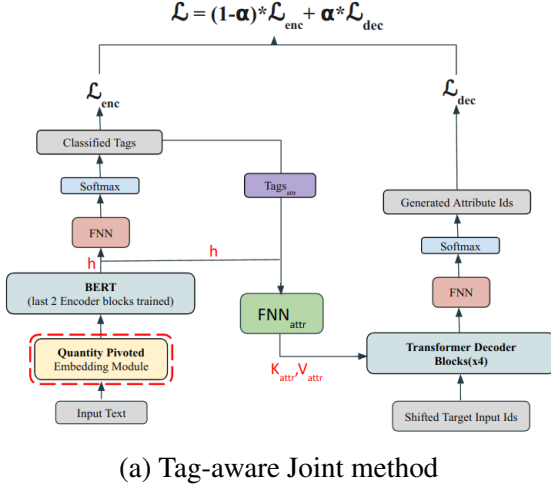 ℒ = (1-α)*ℒenc + α*ℒdec
ℒenc
ℒdec
Classified Tags
Tagsattr
Softmax
Generated Attribute Ids
FNN
Softmax
h
h
FNN
BERT
(last 2 Encoder blocks trained)
FNNattr
Transformer Decoder
Blocks(x4)
Quantity Pivoted
Embedding Module
Kattr,Vattr
Input Text
Shifted Target Input Ids
(a) Tag-aware Joint method